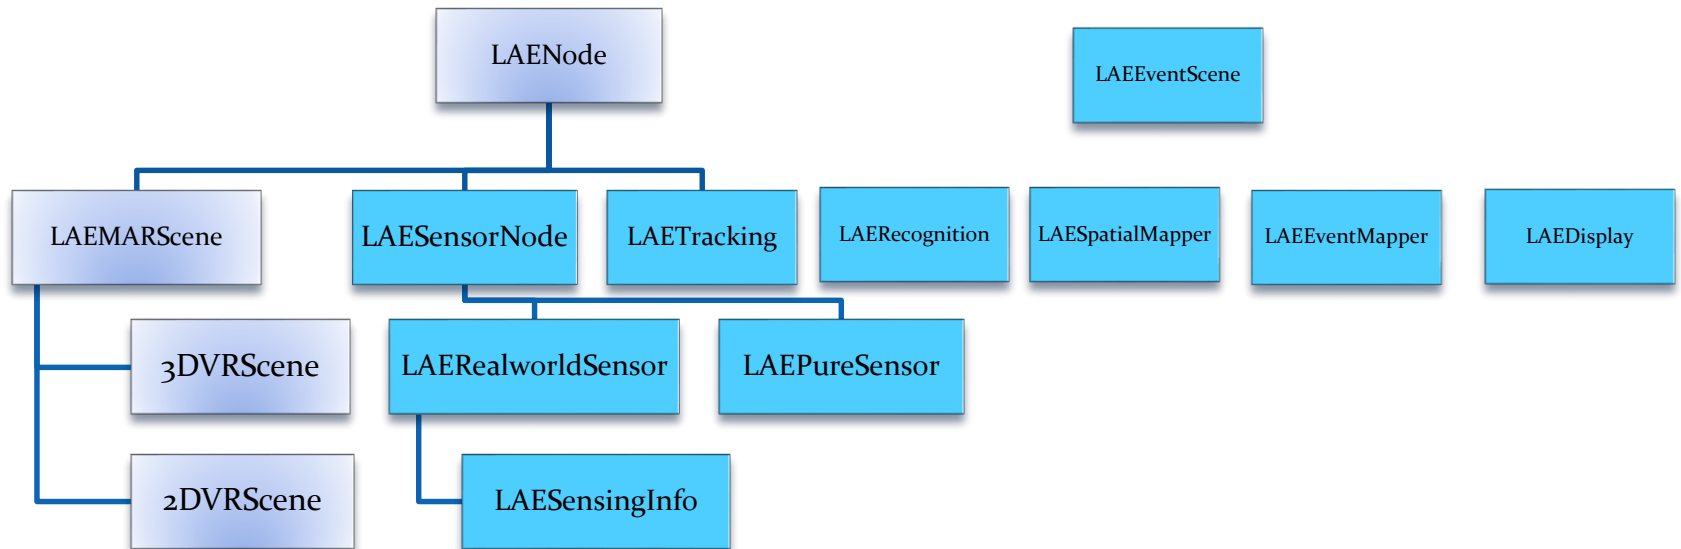 LAENode
LAEEventScene
LAEMARScene
LAESensorNode
LAETracking
LAERecognition
LAESpatialMapper
LAEEventMapper
LAEDisplay
3DVRScene
LAERealworldSensor
LAEPureSensor
2DVRScene
LAESensingInfo